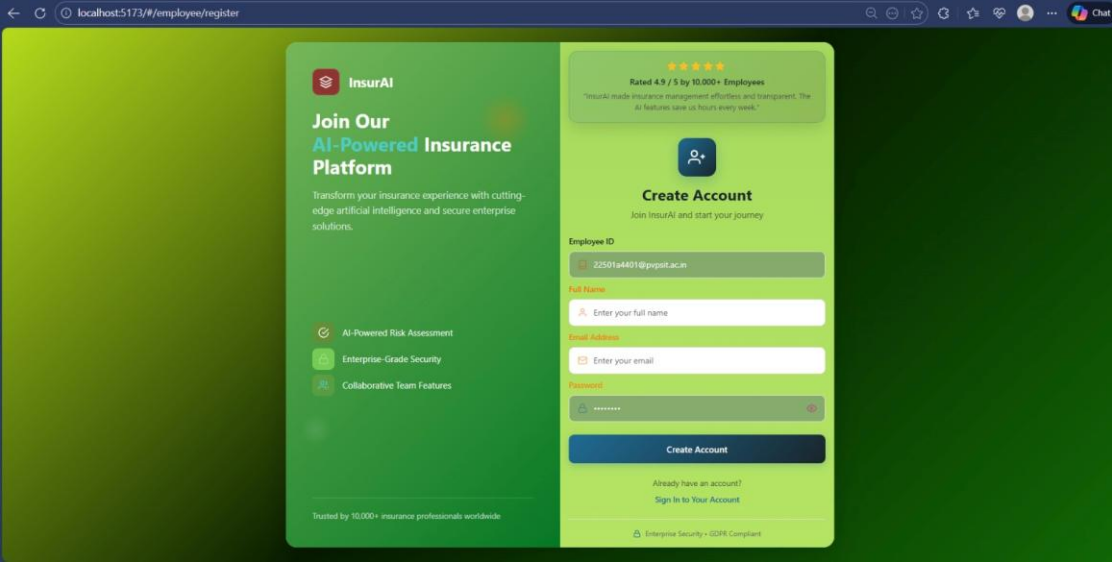 localhost:5173/#/employee/register
Chat
InsurAI
Join Our
AI-Powered Insurance
Platform
Transform your insurance experience with cutting-
edge artificial intelligence and secure enterprise
solutions.
AI-Powered Risk Assessment
Enterprise-Grade Security
Collaborative Team Features
Trusted by 10,000+ insurance professionals worldwide
Rated 4.9 / 5 by 10,000+ Employees
"InsurAI made insurance management effortless and transparent. The
AI features save us hours every week."
Create Account
Join InsurAI and start your journey
Employee ID
22501a4401@pvpsit.ac.in
Full Name
Enter your full name
Email Address
Enter your email
Password
••••••••
Create Account
Already have an account?
Sign In to Your Account
Enterprise Security • GDPR Compliant